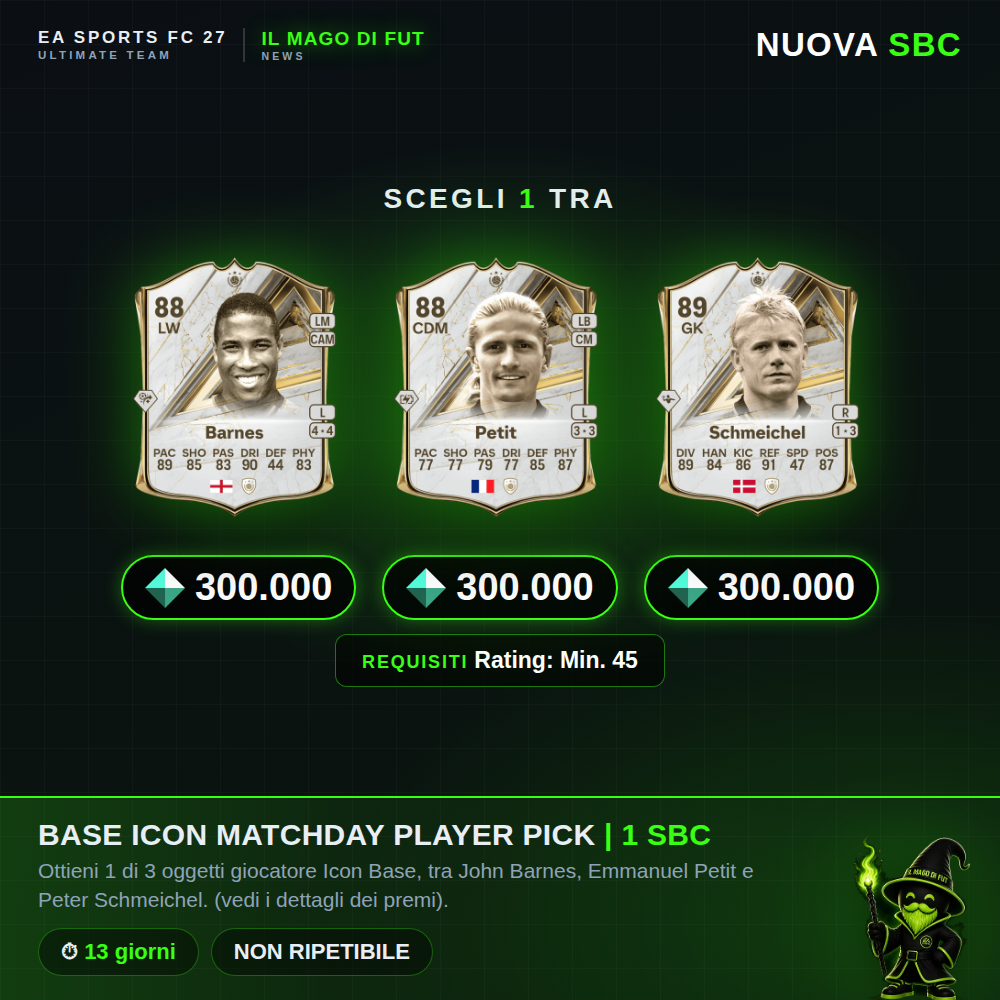 EA SPORTS FC 27
ULTIMATE TEAM
IL MAGO DI FUT
NEWS
NUOVA SBC
SCEGLI 1 TRA
88
LW
LM
CAM
L
4 • 4
Barnes
PAC SHO PAS DRI DEF PHY
89 85 83 90 44 83
88
CDM
LB
CM
L
3 • 3
Petit
PAC SHO PAS DRI DEF PHY
77 77 79 77 85 87
89
GK
R
1 • 3
Schmeichel
DIV HAN KIC REF SPD POS
89 84 86 91 47 87
300.000
300.000
300.000
REQUISITI Rating: Min. 45
BASE ICON MATCHDAY PLAYER PICK | 1 SBC
Ottieni 1 di 3 oggetti giocatore Icon Base, tra John Barnes, Emmanuel Petit e
Peter Schmeichel. (vedi i dettagli dei premi).
13 giorni
NON RIPETIBILE
IL MAGO DI FUT